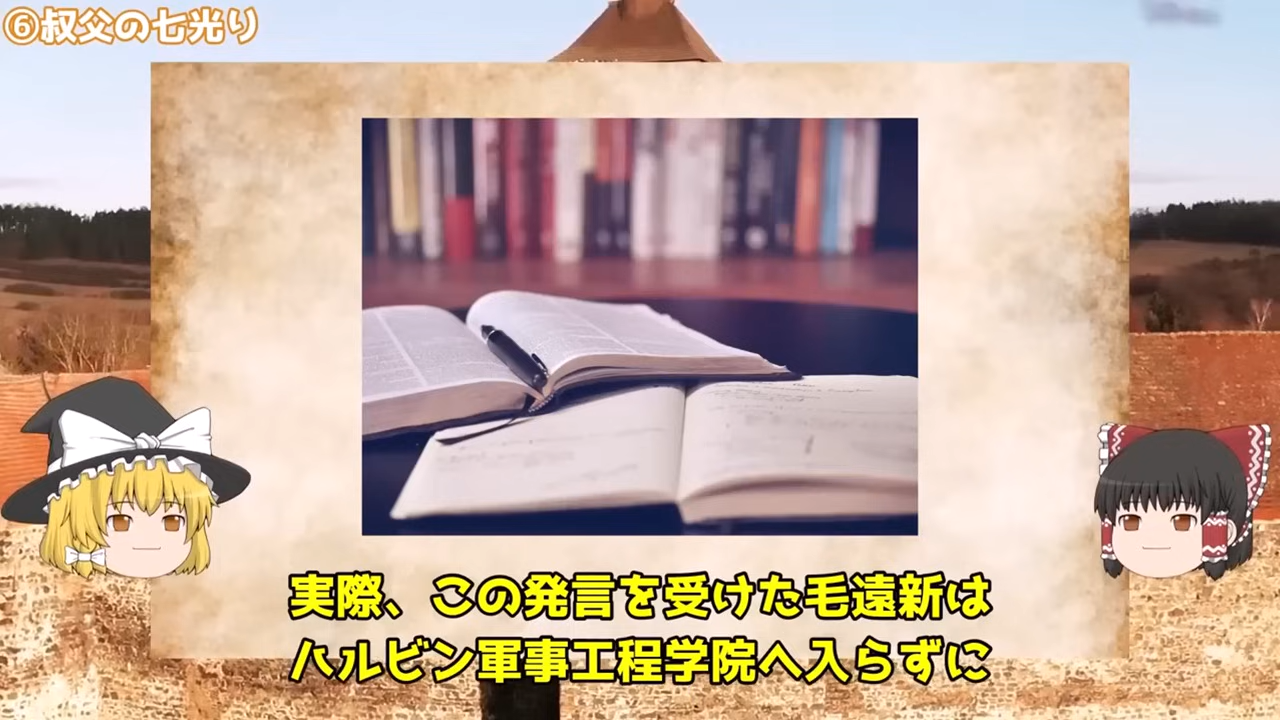 ⑥叔父の七光り
実際、この発言を受けた毛遠新は
ハルビン軍事工程学院へ入らずに